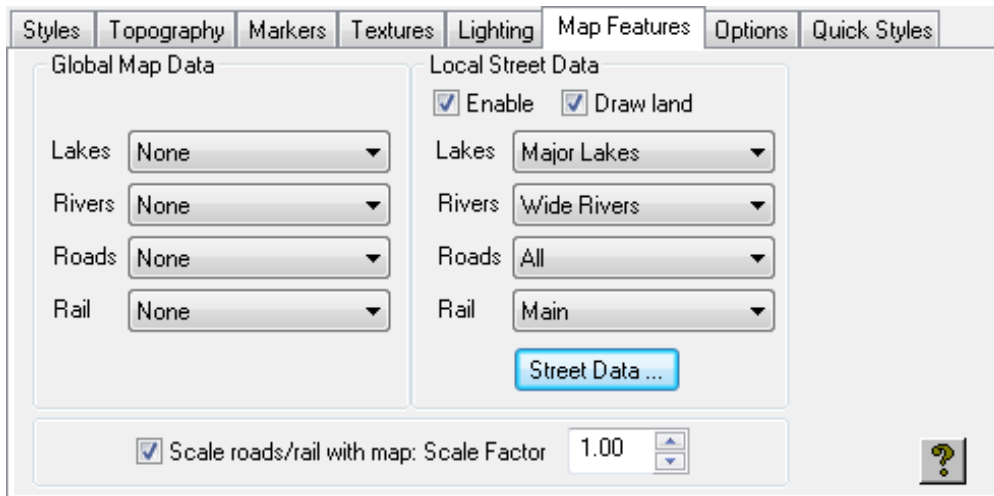 Styles Topography Markers Textures Lighting Map Features Options Quick Styles
Global Map Data Local Street Data
Enable Draw land
Lakes None Lakes Major Lakes
Rivers None Rivers Wide Rivers
Roads None Roads All
Rail None Rail Main
Street Data ...
Scale roads/rail with map: Scale Factor 1.00
?